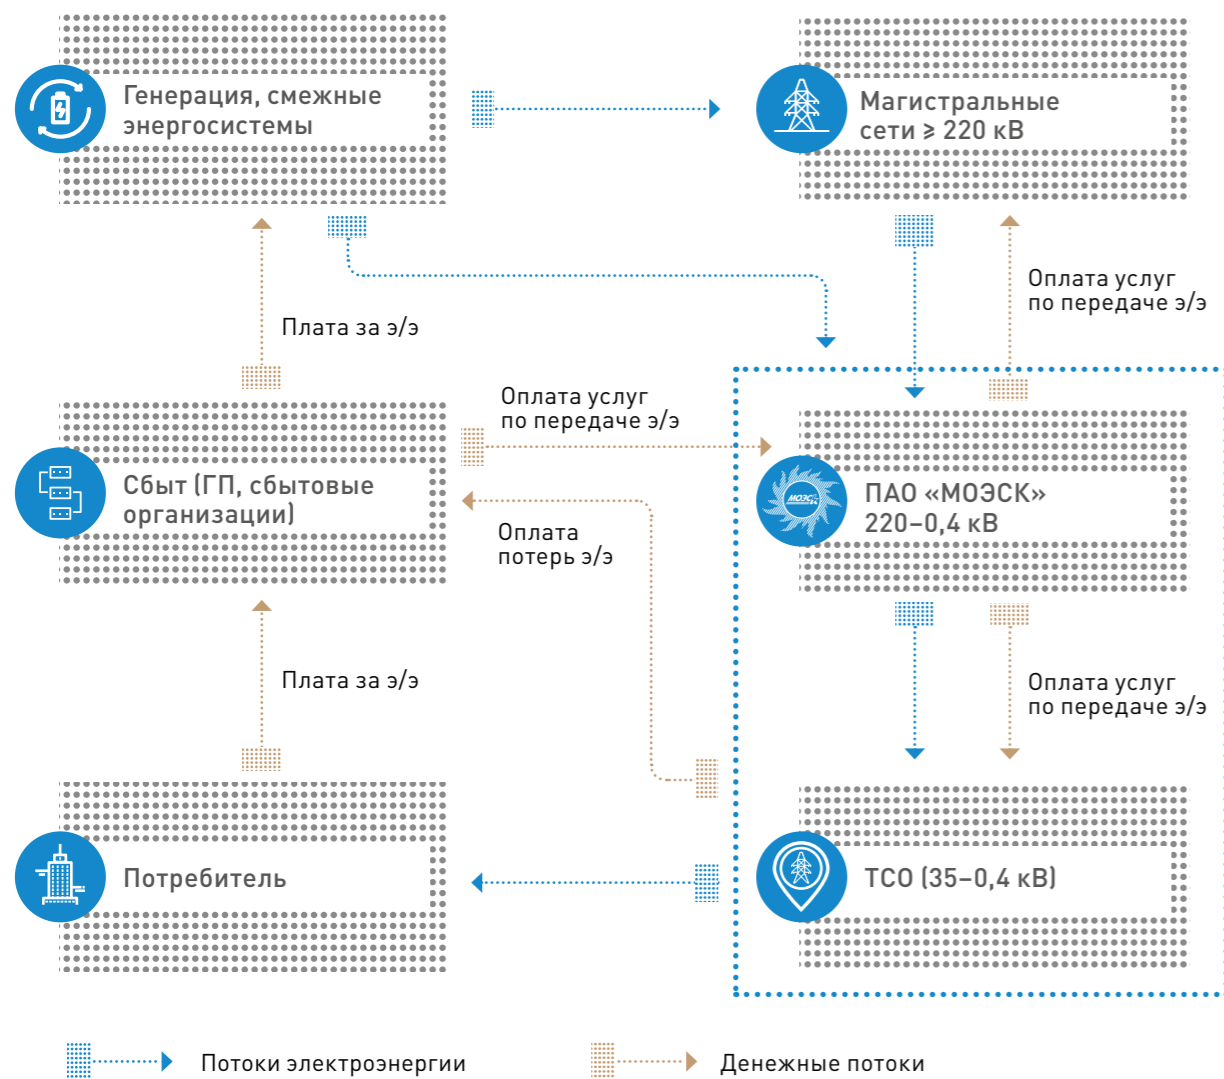 Генерация, смежные
энергосистемы
Магистральные
сети ≥ 220 кВ
Оплата услуг
по передаче э/э
Плата за э/э
Оплата услуг
по передаче э/э
Сбыт (ГП, сбытовые
организации)
ПАО «МОЭСК»
220–0,4 кВ
Оплата
потерь э/э
Плата за э/э
Оплата услуг
по передаче э/э
Потребитель
ТСО (35–0,4 кВ)
Потоки электроэнергии
Денежные потоки